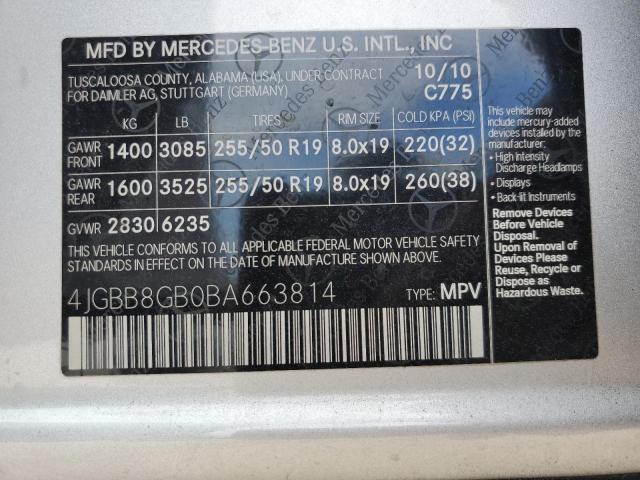 MFD BY MERCEDES-BENZ U.S. INTL., INC
TUSCALOOSA COUNTY, ALABAMA (USA), UNDER CONTRACT 10/10
FOR DAIMLER AG, STUTTGART (GERMANY) C775
KG LB TIRES RIM SIZE COLD KPA (PSI)
GAWR FRONT 1400 3085 255/50 R19 8.0x19 220(32)
GAWR REAR 1600 3525 255/50 R19 8.0x19 260(38)
GVWR 2830 6235
THIS VEHICLE CONFORMS TO ALL APPLICABLE FEDERAL MOTOR VEHICLE SAFETY
STANDARDS IN EFFECT ON THE DATE OF MANUFACTURE SHOWN ABOVE.
4JGBB8GB0BA663814 TYPE: MPV
This vehicle may
include mercury-added
devices installed by the
manufacturer:
• High Intensity
Discharge Headlamps
• Displays
• Back-lit Instruments
Remove Devices
Before Vehicle
Disposal.
Upon Removal of
Devices Please
Reuse, Recycle or
Dispose as
Hazardous Waste.